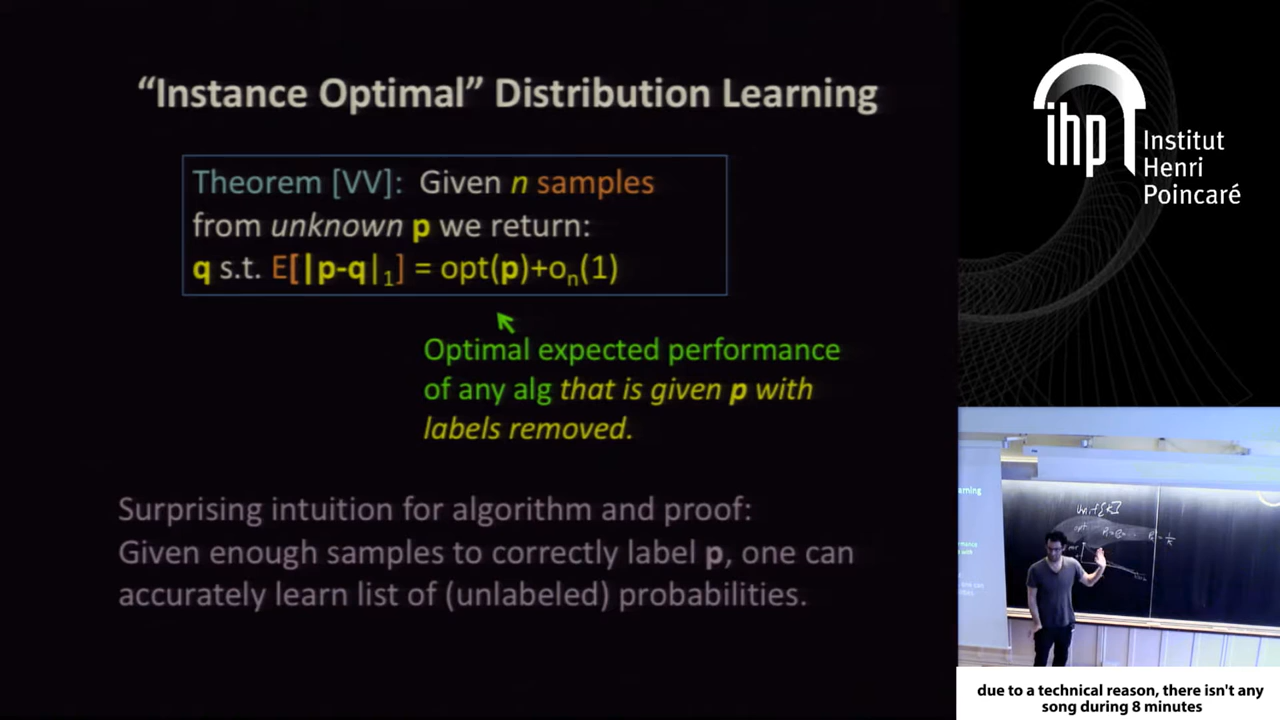 “Instance Optimal” Distribution Learning
Theorem [VV]: Given n samples
from unknown p we return:
q s.t. E[|p-q|₁] = opt(p)+oₙ(1)
Optimal expected performance
of any alg that is given p with
labels removed.
Surprising intuition for algorithm and proof:
Given enough samples to correctly label p, one can
accurately learn list of (unlabeled) probabilities.
ihp
Institut
Henri
Poincaré
Unif[k]
due to a technical reason, there isn't any
song during 8 minutes